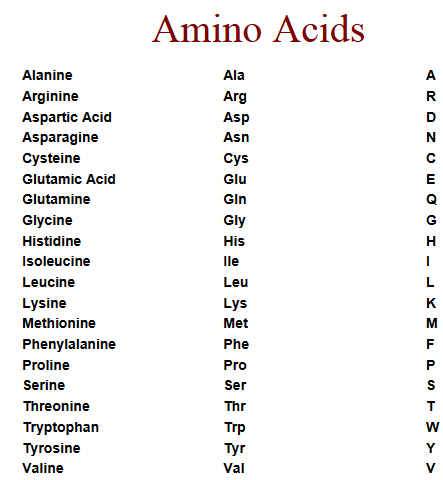 Amino Acids
Alanine Ala A
Arginine Arg R
Aspartic Acid Asp D
Asparagine Asn N
Cysteine Cys C
Glutamic Acid Glu E
Glutamine Gln Q
Glycine Gly G
Histidine His H
Isoleucine Ile I
Leucine Leu L
Lysine Lys K
Methionine Met M
Phenylalanine Phe F
Proline Pro P
Serine Ser S
Threonine Thr T
Tryptophan Trp W
Tyrosine Tyr Y
Valine Val V